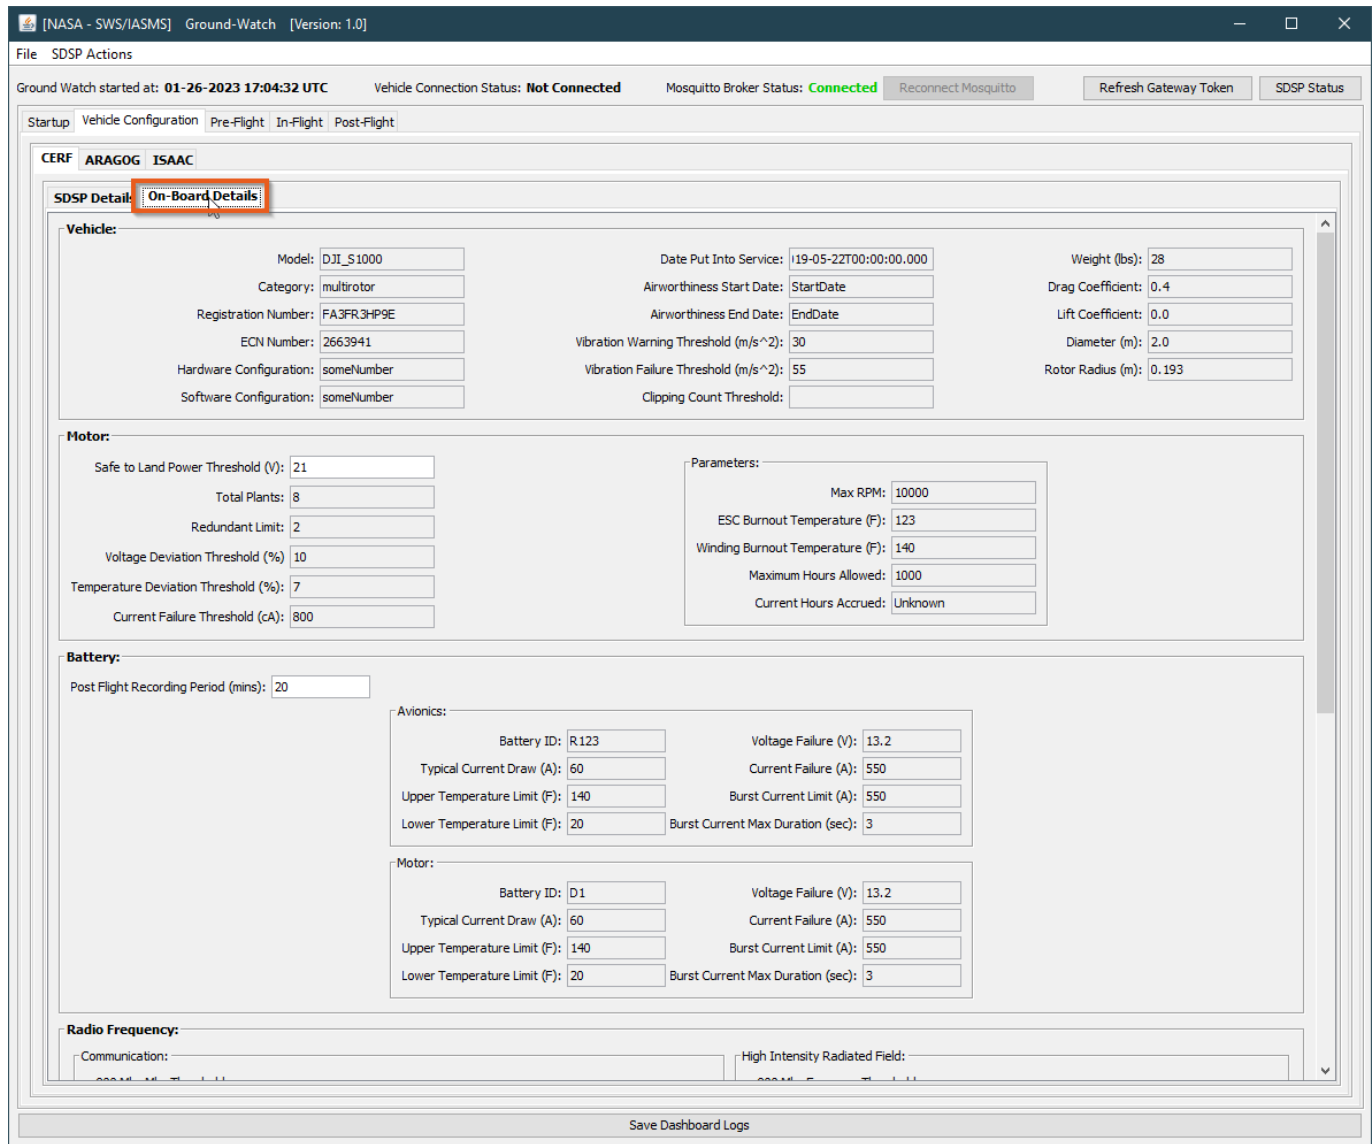 [NASA - SWS/IASMS] Ground-Watch [Version: 1.0]
File SDSP Actions
Ground Watch started at: 01-26-2023 17:04:32 UTC Vehicle Connection Status: Not Connected Mosquitto Broker Status: Connected Reconnect Mosquitto Refresh Gateway Token SDSP Status
Startup Vehicle Configuration Pre-Flight In-Flight Post-Flight
CERF ARAGOG ISAAC
SDSP Details On-Board Details
Vehicle:
Model: DJI_S1000 Date Put Into Service: 19-05-22T00:00:00.000 Weight (lbs): 28
Category: multirotor Airworthiness Start Date: StartDate Drag Coefficient: 0.4
Registration Number: FA3FR3HP9E Airworthiness End Date: EndDate Lift Coefficient: 0.0
ECN Number: 2663941 Vibration Warning Threshold (m/s^2): 30 Diameter (m): 2.0
Hardware Configuration: someNumber Vibration Failure Threshold (m/s^2): 55 Rotor Radius (m): 0.193
Software Configuration: someNumber Clipping Count Threshold:
Motor:
Safe to Land Power Threshold (V): 21
Total Plants: 8
Redundant Limit: 2
Voltage Deviation Threshold (%) 10
Temperature Deviation Threshold (%): 7
Current Failure Threshold (cA): 800
Parameters:
Max RPM: 10000
ESC Burnout Temperature (F): 123
Winding Burnout Temperature (F): 140
Maximum Hours Allowed: 1000
Current Hours Accrued: Unknown
Battery:
Post Flight Recording Period (mins): 20
Avionics:
Battery ID: R123 Voltage Failure (V): 13.2
Typical Current Draw (A): 60 Current Failure (A): 550
Upper Temperature Limit (F): 140 Burst Current Limit (A): 550
Lower Temperature Limit (F): 20 Burst Current Max Duration (sec): 3
Motor:
Battery ID: D1 Voltage Failure (V): 13.2
Typical Current Draw (A): 60 Current Failure (A): 550
Upper Temperature Limit (F): 140 Burst Current Limit (A): 550
Lower Temperature Limit (F): 20 Burst Current Max Duration (sec): 3
Radio Frequency:
Communication: High Intensity Radiated Field:
Save Dashboard Logs